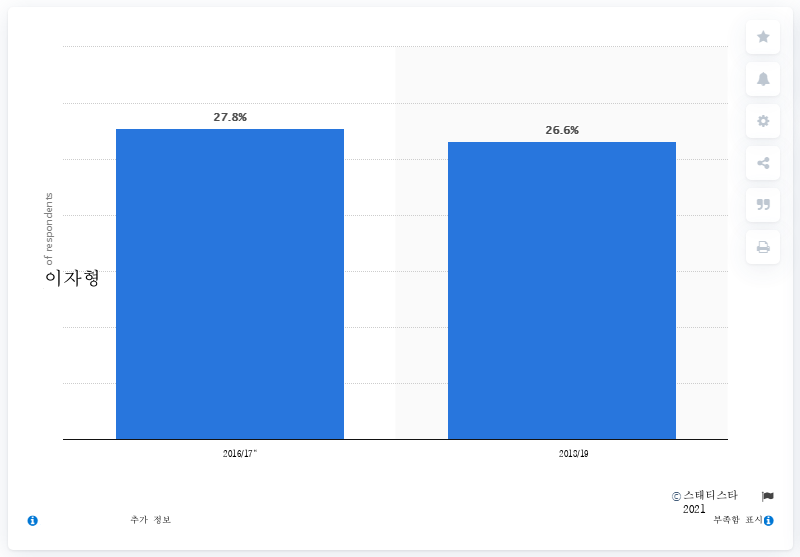 27.8%
26.6%
of respondents
이자형
2016/17*
2018/19
© 스태티스타
2021
추가 정보
부족함 표시